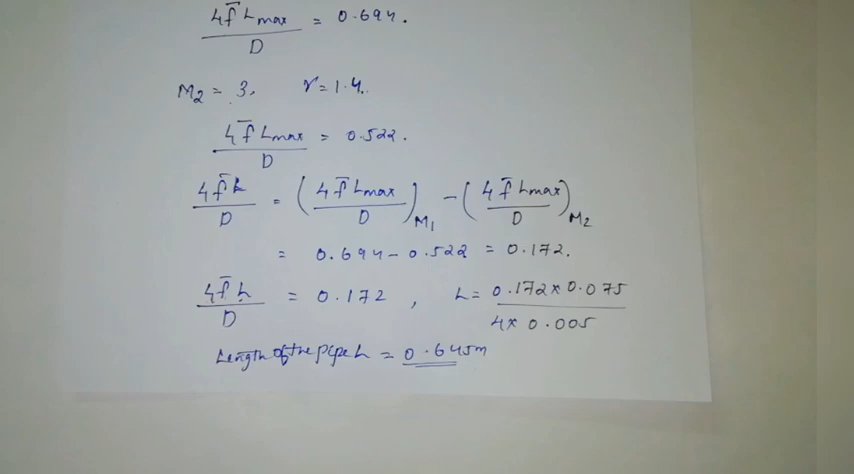 4f̄ Lmax / D = 0.694.
M2 = 3, γ = 1.4.
4f̄ Lmax / D = 0.522.
4f̄ L / D = (4f̄ Lmax / D)M1 - (4f̄ Lmax / D)M2
= 0.694 - 0.522 = 0.172.
4f̄ L / D = 0.172 , L = 0.172 x 0.075 / 4 x 0.005
Length of the pipe L = 0.645m